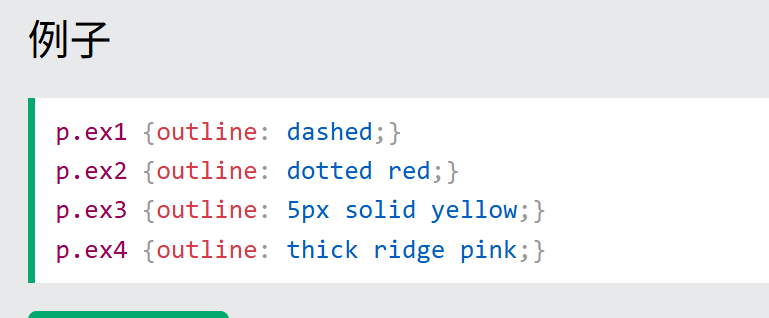 例子
p.ex1 {outline: dashed;}
p.ex2 {outline: dotted red;}
p.ex3 {outline: 5px solid yellow;}
p.ex4 {outline: thick ridge pink;}